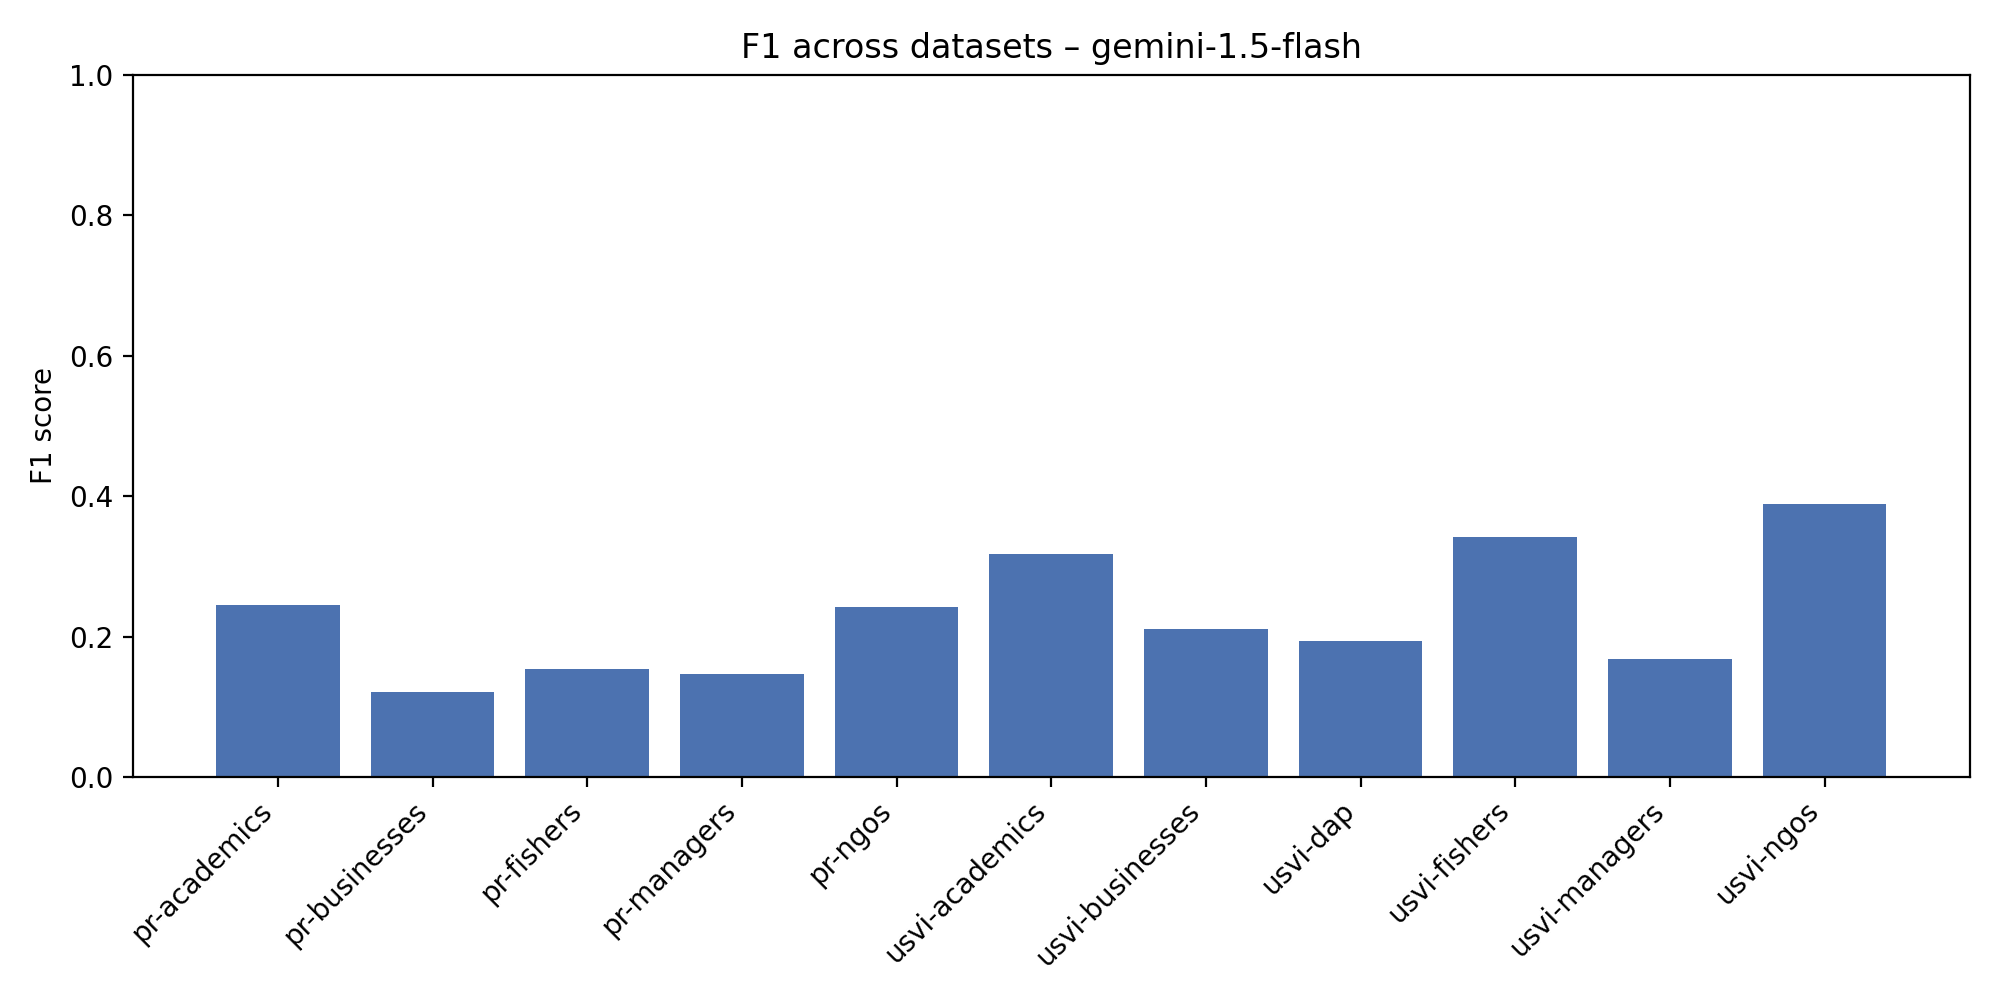 F1 across datasets – gemini-1.5-flash
F1 score
1.0
0.8
0.6
0.4
0.2
0.0
pr-academics
pr-businesses
pr-fishers
pr-managers
pr-ngos
usvi-academics
usvi-businesses
usvi-dap
usvi-fishers
usvi-managers
usvi-ngos